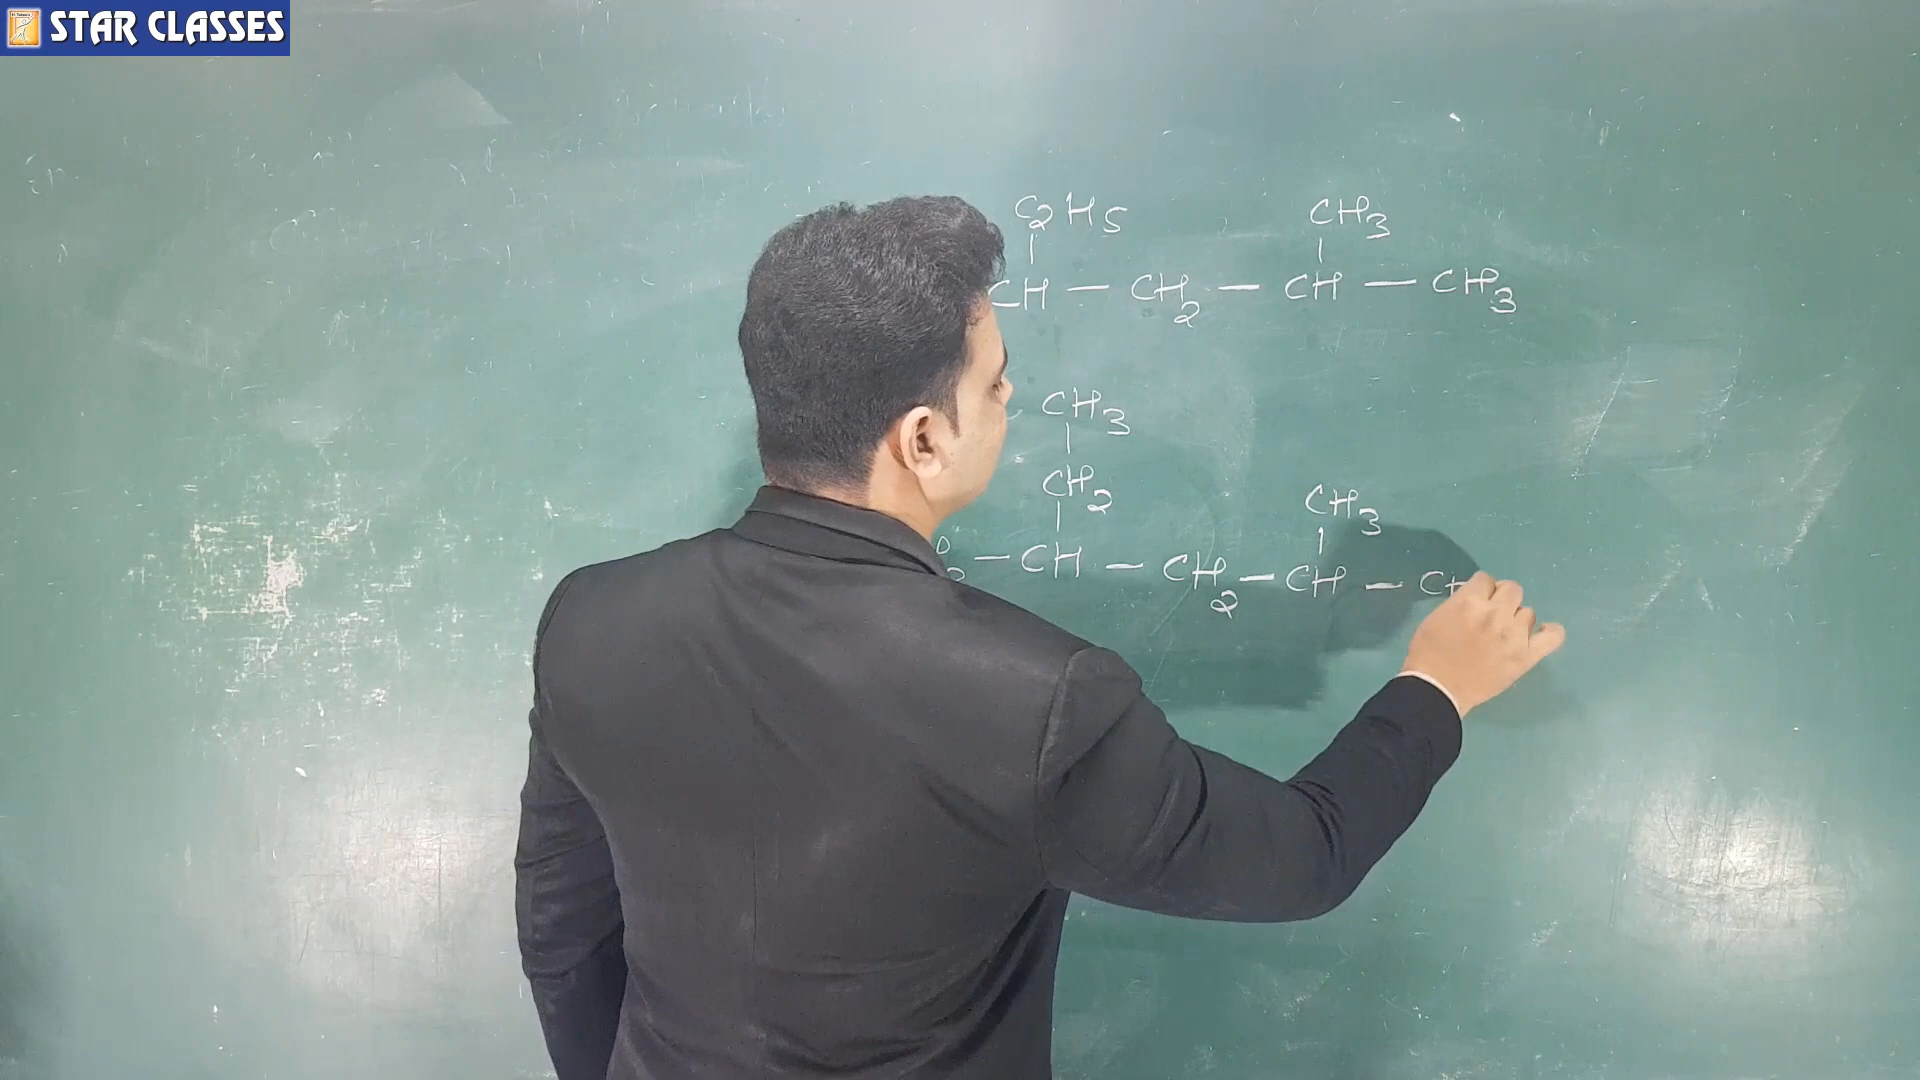 STAR CLASSES
C2H5 CH3
CH — CH2 — CH — CH3
CH3
CH2 CH3
— CH — CH2 — CH — CH